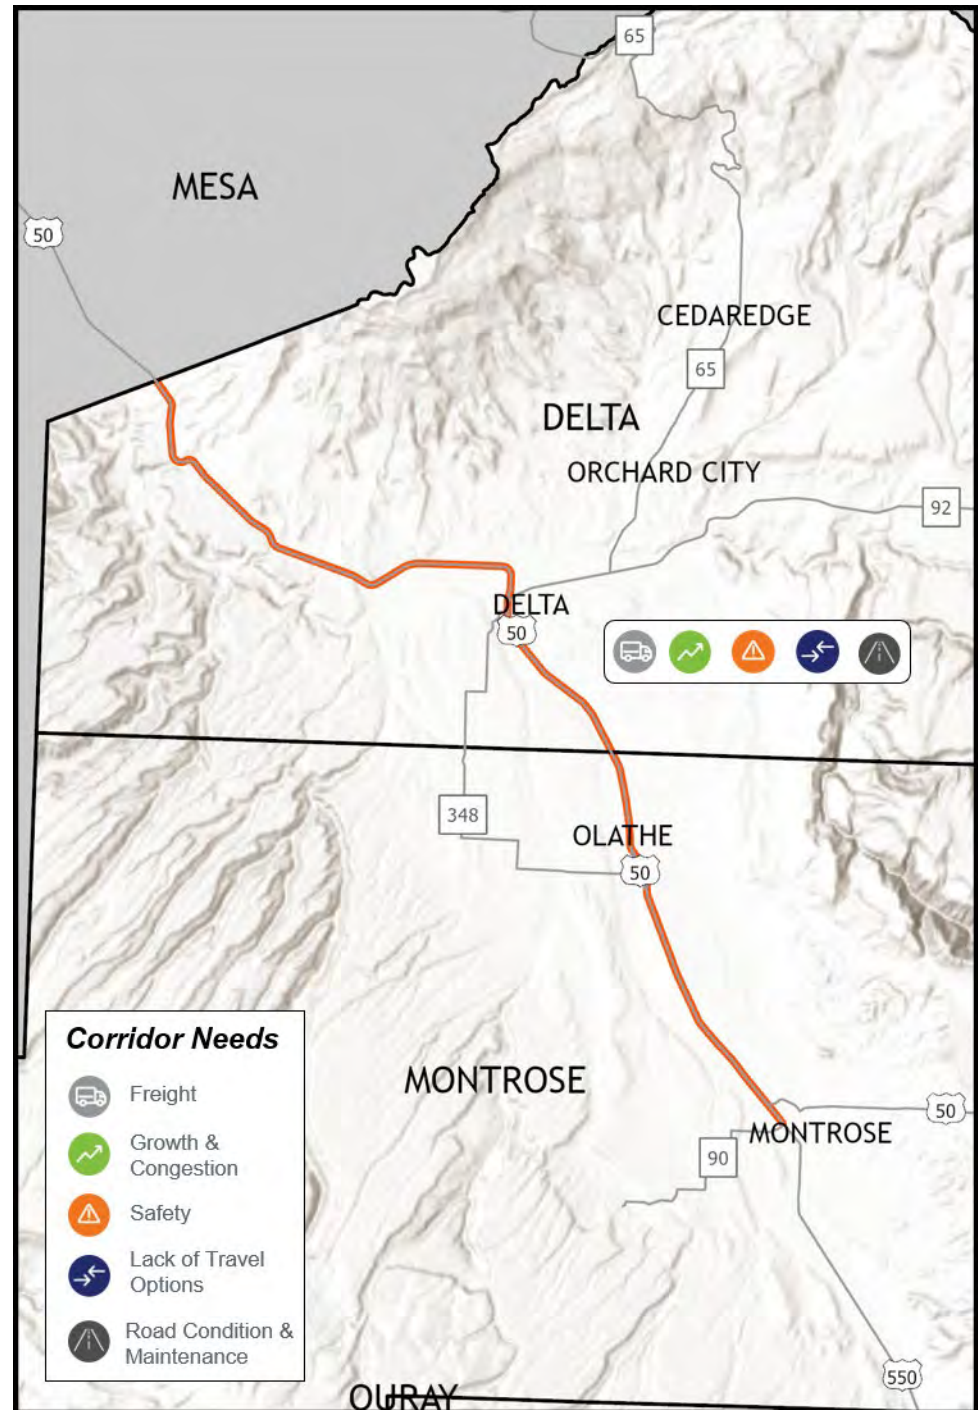 65
MESA
50
CEDAREDGE
65
DELTA
ORCHARD CITY
92
DELTA
50
348
OLATHE
50
Corridor Needs
Freight
Growth &
Congestion
Safety
Lack of Travel
Options
Road Condition &
Maintenance
MONTROSE
50
MONTROSE
90
550
OURAY